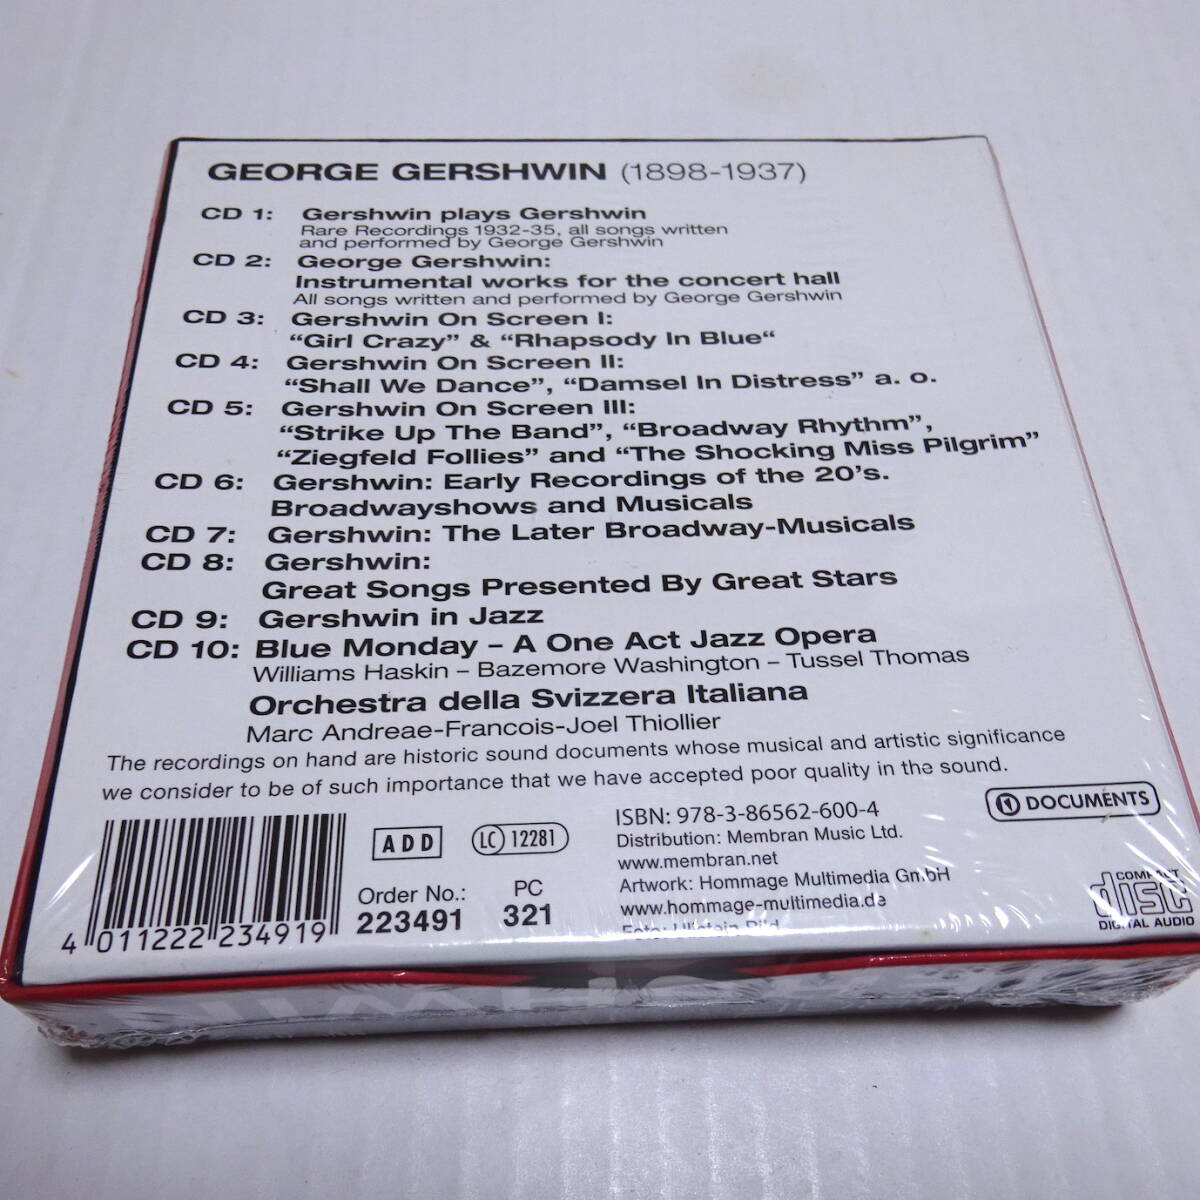 GEORGE GERSHWIN (1898-1937)
CD 1: Gershwin plays Gershwin
Rare Recordings 1932-35, all songs written
and performed by George Gershwin
CD 2: George Gershwin:
Instrumental works for the concert hall
All songs written and performed by George Gershwin
CD 3: Gershwin On Screen I:
“Girl Crazy” & “Rhapsody In Blue“
CD 4: Gershwin On Screen II:
“Shall We Dance”, “Damsel In Distress” a. o.
CD 5: Gershwin On Screen III:
“Strike Up The Band”, “Broadway Rhythm”,
“Ziegfeld Follies” and “The Shocking Miss Pilgrim”
CD 6: Gershwin: Early Recordings of the 20’s.
Broadwayshows and Musicals
CD 7: Gershwin: The Later Broadway-Musicals
CD 8: Gershwin:
Great Songs Presented By Great Stars
CD 9: Gershwin in Jazz
CD 10: Blue Monday – A One Act Jazz Opera
Williams Haskin – Bazemore Washington – Tussel Thomas
Orchestra della Svizzera Italiana
Marc Andreae-Francois-Joel Thiollier
The recordings on hand are historic sound documents whose musical and artistic significance
we consider to be of such importance that we have accepted poor quality in the sound.
DOCUMENTS
ADD
LC 12281
Order No.: PC
223491 321
4 011222 234919
ISBN: 978-3-86562-600-4
Distribution: Membran Music Ltd.
www.membran.net
Artwork: Hommage Multimedia GmbH
www.hommage-multimedia.de
Foto: Ullstein Bild
COMPACT
disc
DIGITAL AUDIO